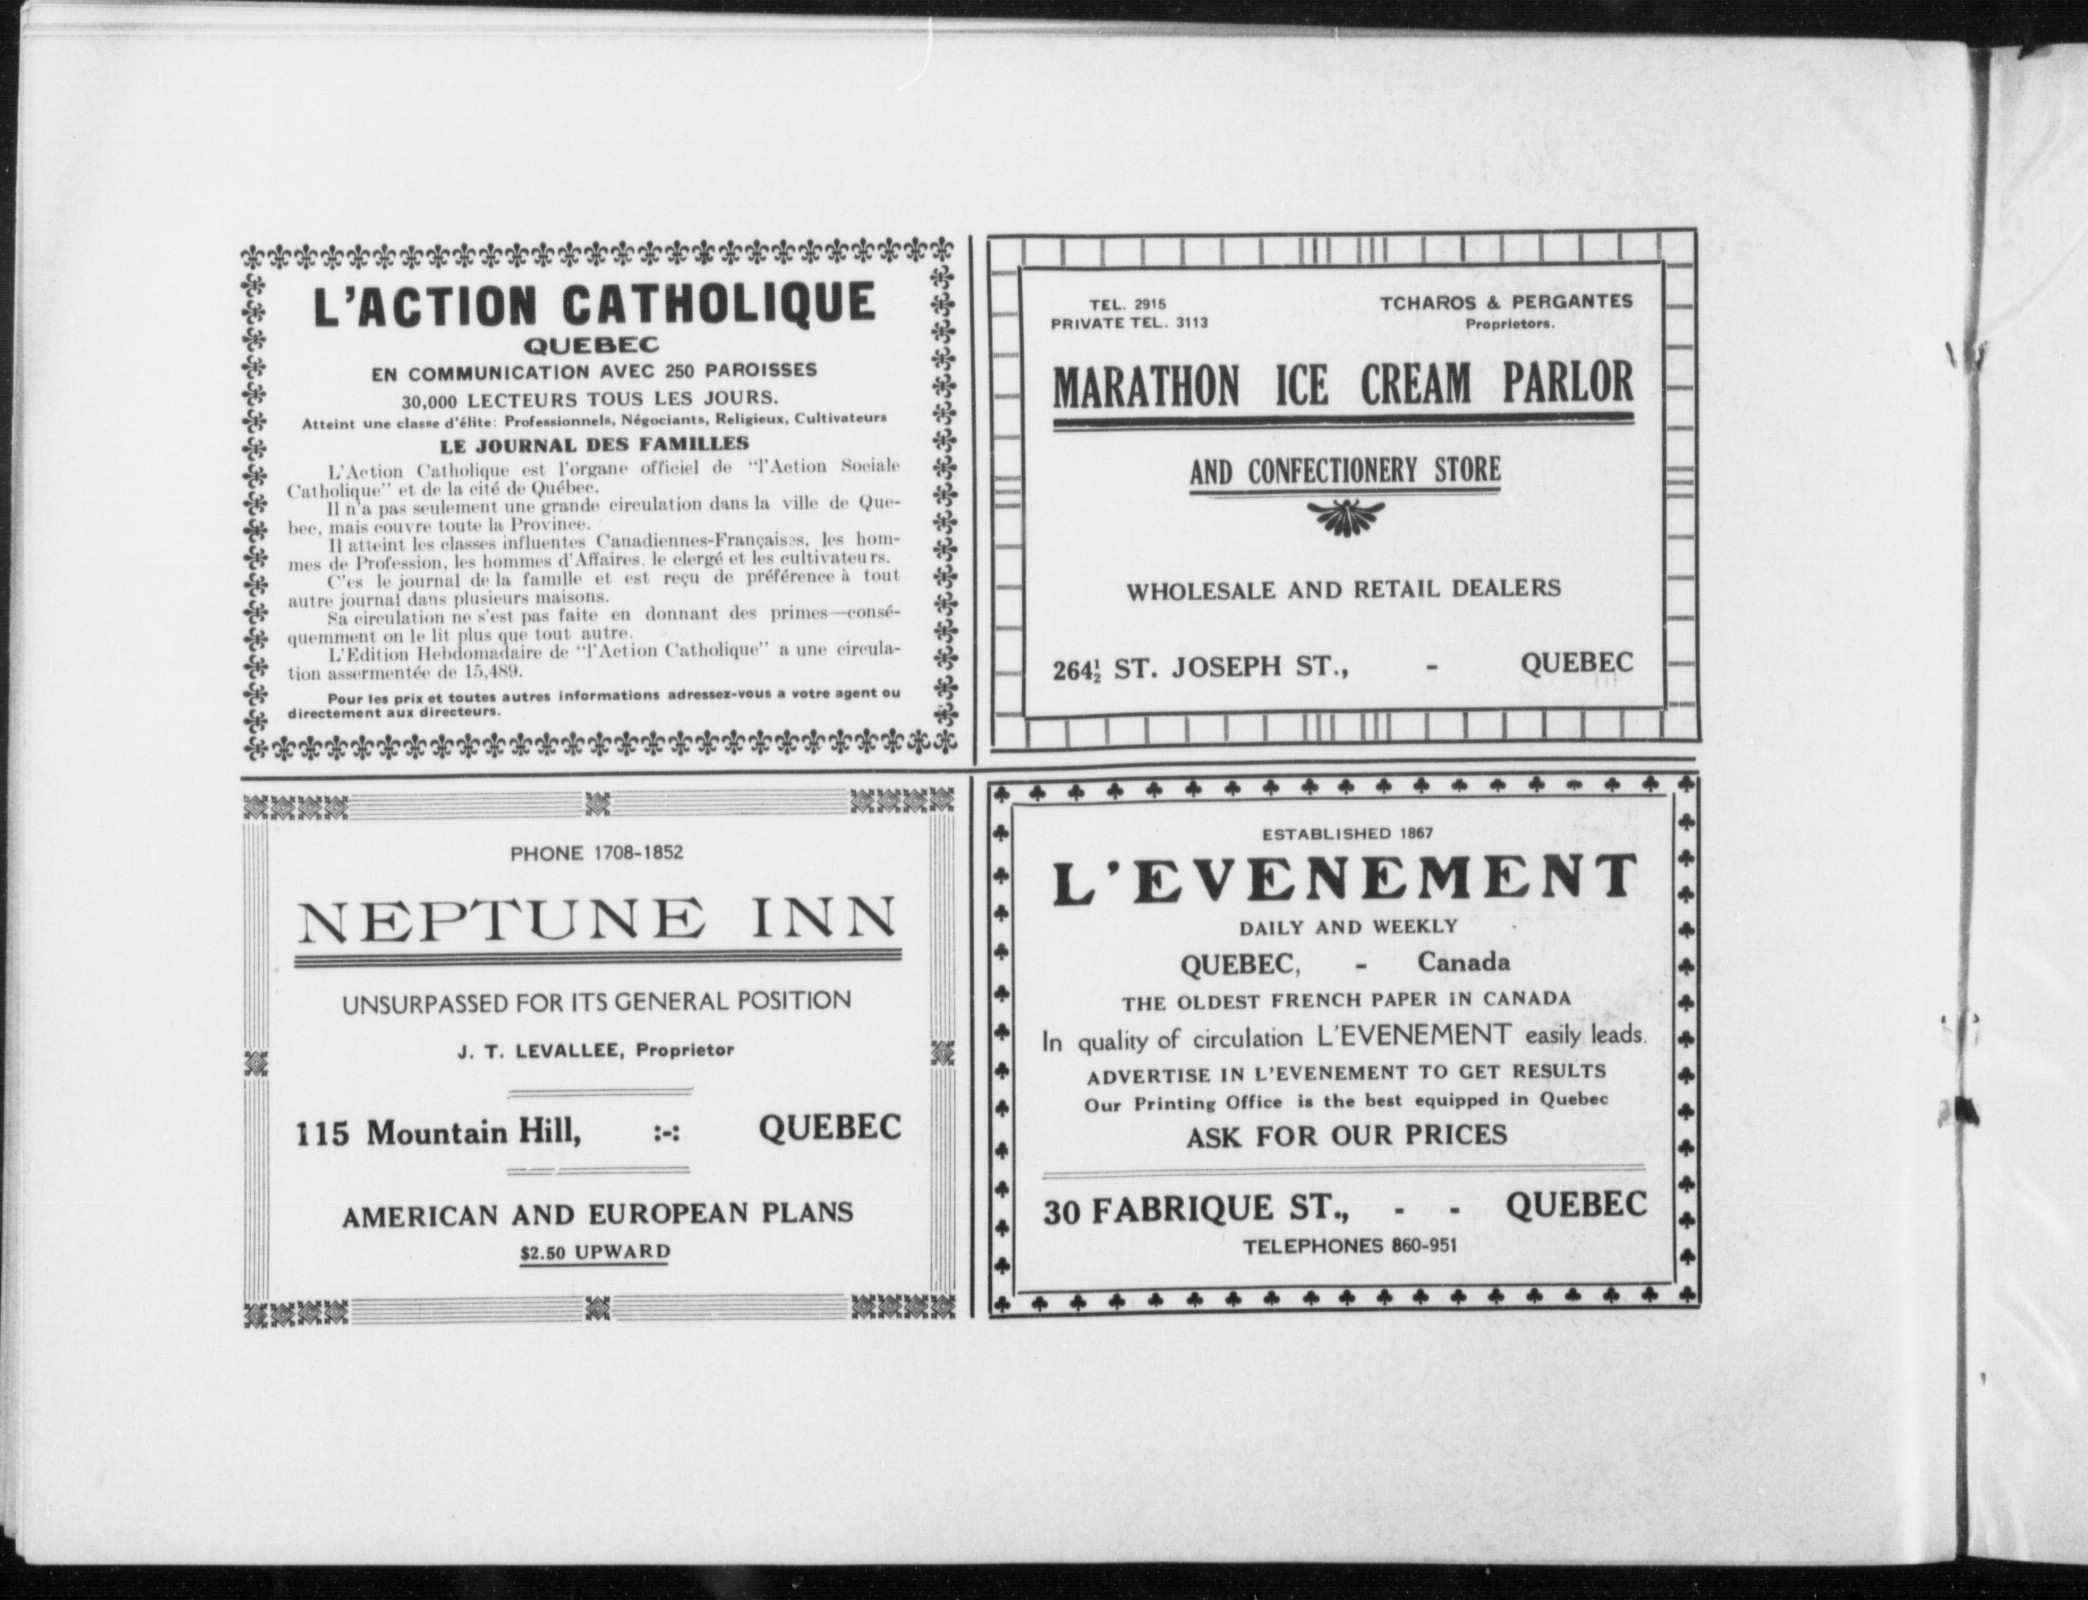 L'ACTION CATHOLIQUE
QUEBEC
EN COMMUNICATION AVEC 250 PAROISSES
30,000 LECTEURS TOUS LES JOURS.
Atteint une classe d'élite: Professionnels, Négociants, Religieux, Cultivateurs
LE JOURNAL DES FAMILLES
L'Action Catholique est l'organe officiel de "l'Action Sociale
Catholique" et de la cité de Québec.
Il n'a pas seulement une grande circulation dans la ville de Que-
bec, mais couvre toute la Province.
Il atteint les classes influentes Canadiennes-Françaises, les hom-
mes de Profession, les hommes d'Affaires, le clergé et les cultivateurs.
C'es le journal de la famille et est reçu de préférence à tout
autre journal dans plusieurs maisons.
Sa circulation ne s'est pas faite en donnant des primes—consé-
quemment on le lit plus que tout autre.
L'Edition Hebdomadaire de "l'Action Catholique" a une circula-
tion assermentée de 15,489.
Pour les prix et toutes autres informations adressez-vous a votre agent ou
directement aux directeurs.
TEL. 2915
PRIVATE TEL. 3113
TCHAROS & PERGANTES
Proprietors.
MARATHON ICE CREAM PARLOR
AND CONFECTIONERY STORE
WHOLESALE AND RETAIL DEALERS
264½ ST. JOSEPH ST., - QUEBEC
PHONE 1708-1852
NEPTUNE INN
UNSURPASSED FOR ITS GENERAL POSITION
J. T. LEVALLEE, Proprietor
115 Mountain Hill, :-: QUEBEC
AMERICAN AND EUROPEAN PLANS
$2.50 UPWARD
ESTABLISHED 1867
L'EVENEMENT
DAILY AND WEEKLY
QUEBEC, - Canada
THE OLDEST FRENCH PAPER IN CANADA
In quality of circulation L'EVENEMENT easily leads.
ADVERTISE IN L'EVENEMENT TO GET RESULTS
Our Printing Office is the best equipped in Quebec
ASK FOR OUR PRICES
30 FABRIQUE ST., - - QUEBEC
TELEPHONES 860-951